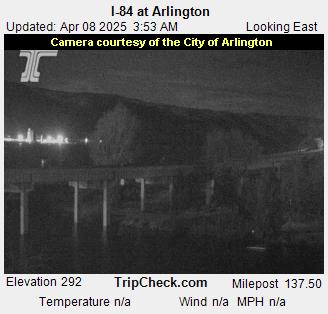 I-84 at Arlington
Updated: Apr 08 2025 3:53 AM Looking East
Camera courtesy of the City of Arlington
Elevation 292 TripCheck.com Milepost 137.50
Temperature n/a Wind n/a MPH n/a